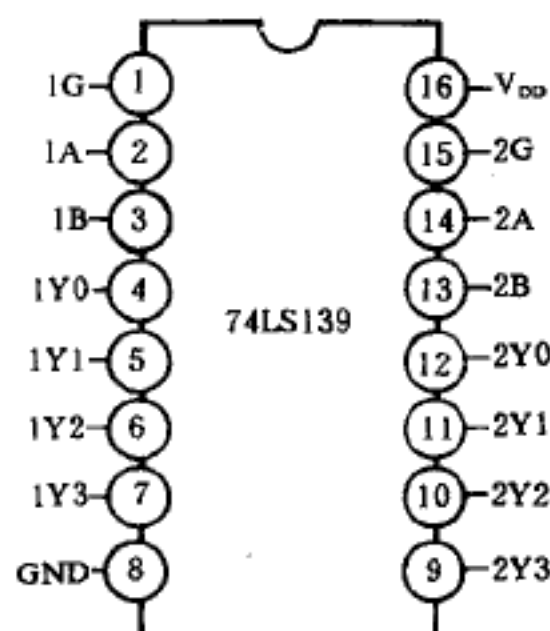 1G 1 16 V_DD
1A 2 15 2G
1B 3 14 2A
1Y0 4 13 2B
74LS139
1Y1 5 12 2Y0
1Y2 6 11 2Y1
1Y3 7 10 2Y2
GND 8 9 2Y3